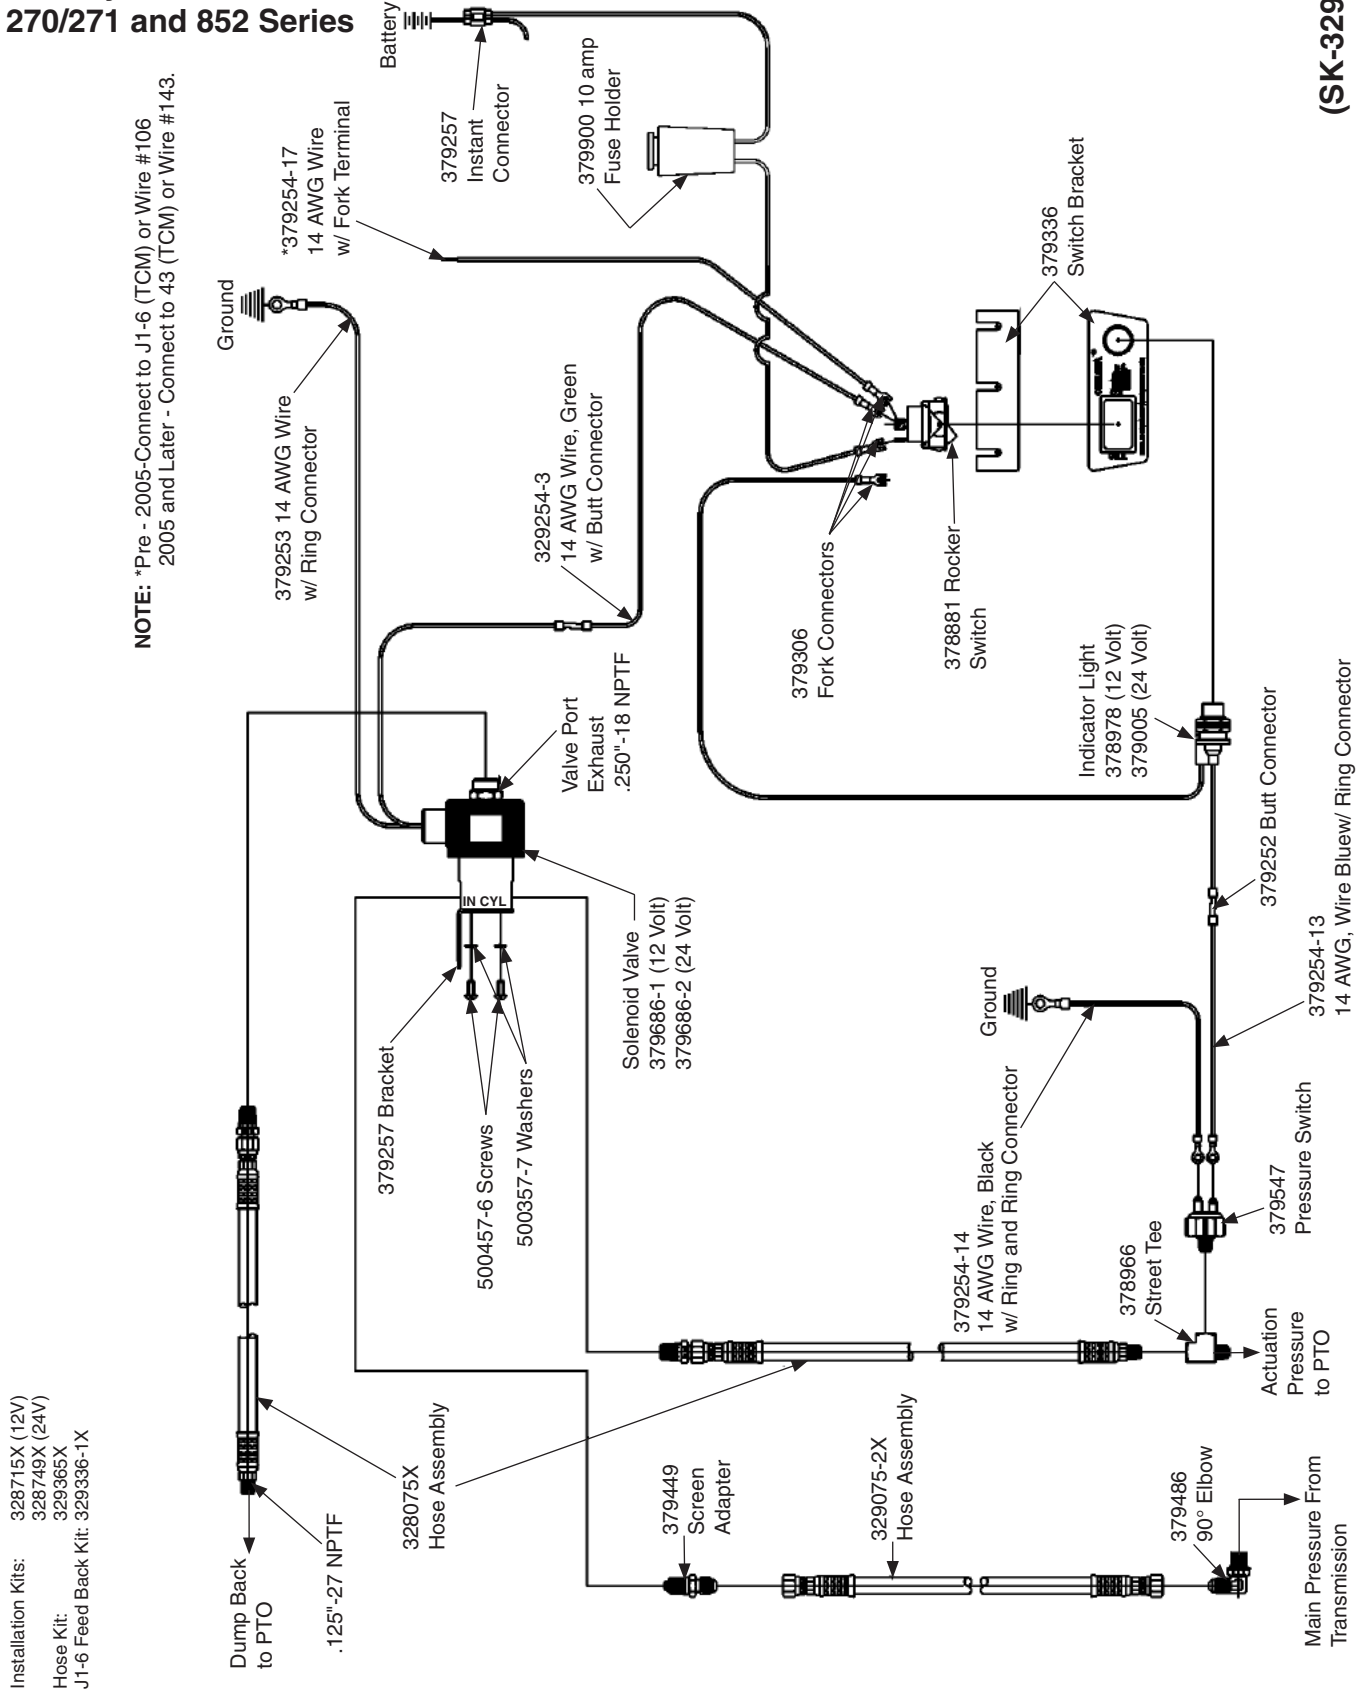 270/271 and 852 Series
(SK-329
NOTE: *Pre - 2005-Connect to J1-6 (TCM) or Wire #106
2005 and Later - Connect to 43 (TCM) or Wire #143.
Installation Kits: 328715X (12V)
328749X (24V)
Hose Kit: 329365X
J1-6 Feed Back Kit: 329336-1X
Battery
379257
Instant
Connector
379900 10 amp
Fuse Holder
*379254-17
14 AWG Wire
w/ Fork Terminal
Ground
379253 14 AWG Wire
w/ Ring Connector
329254-3
14 AWG Wire, Green
w/ Butt Connector
379336
Switch Bracket
379306
Fork Connectors
378881 Rocker
Switch
Valve Port
Exhaust
.250"-18 NPTF
IN CYL
Solenoid Valve
379686-1 (12 Volt)
379686-2 (24 Volt)
379257 Bracket
500457-6 Screws
500357-7 Washers
Indicator Light
378978 (12 Volt)
379005 (24 Volt)
379252 Butt Connector
379254-13
14 AWG, Wire Bluew/ Ring Connector
Ground
379254-14
14 AWG Wire, Black
w/ Ring and Ring Connector
379547
Pressure Switch
378966
Street Tee
Actuation
Pressure
to PTO
328075X
Hose Assembly
Dump Back
to PTO
.125"-27 NPTF
379449
Screen
Adapter
329075-2X
Hose Assembly
379486
90° Elbow
Main Pressure From
Transmission